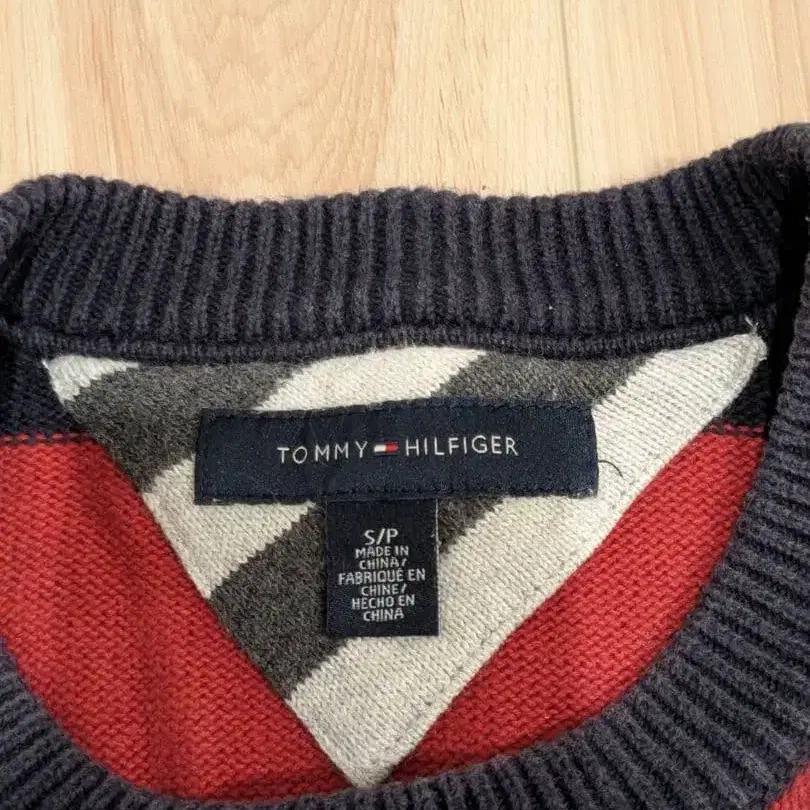 TOMMY HILFIGER
S/P
MADE IN
CHINA/
FABRIQUÉ EN
CHINE/
HECHO EN
CHINA